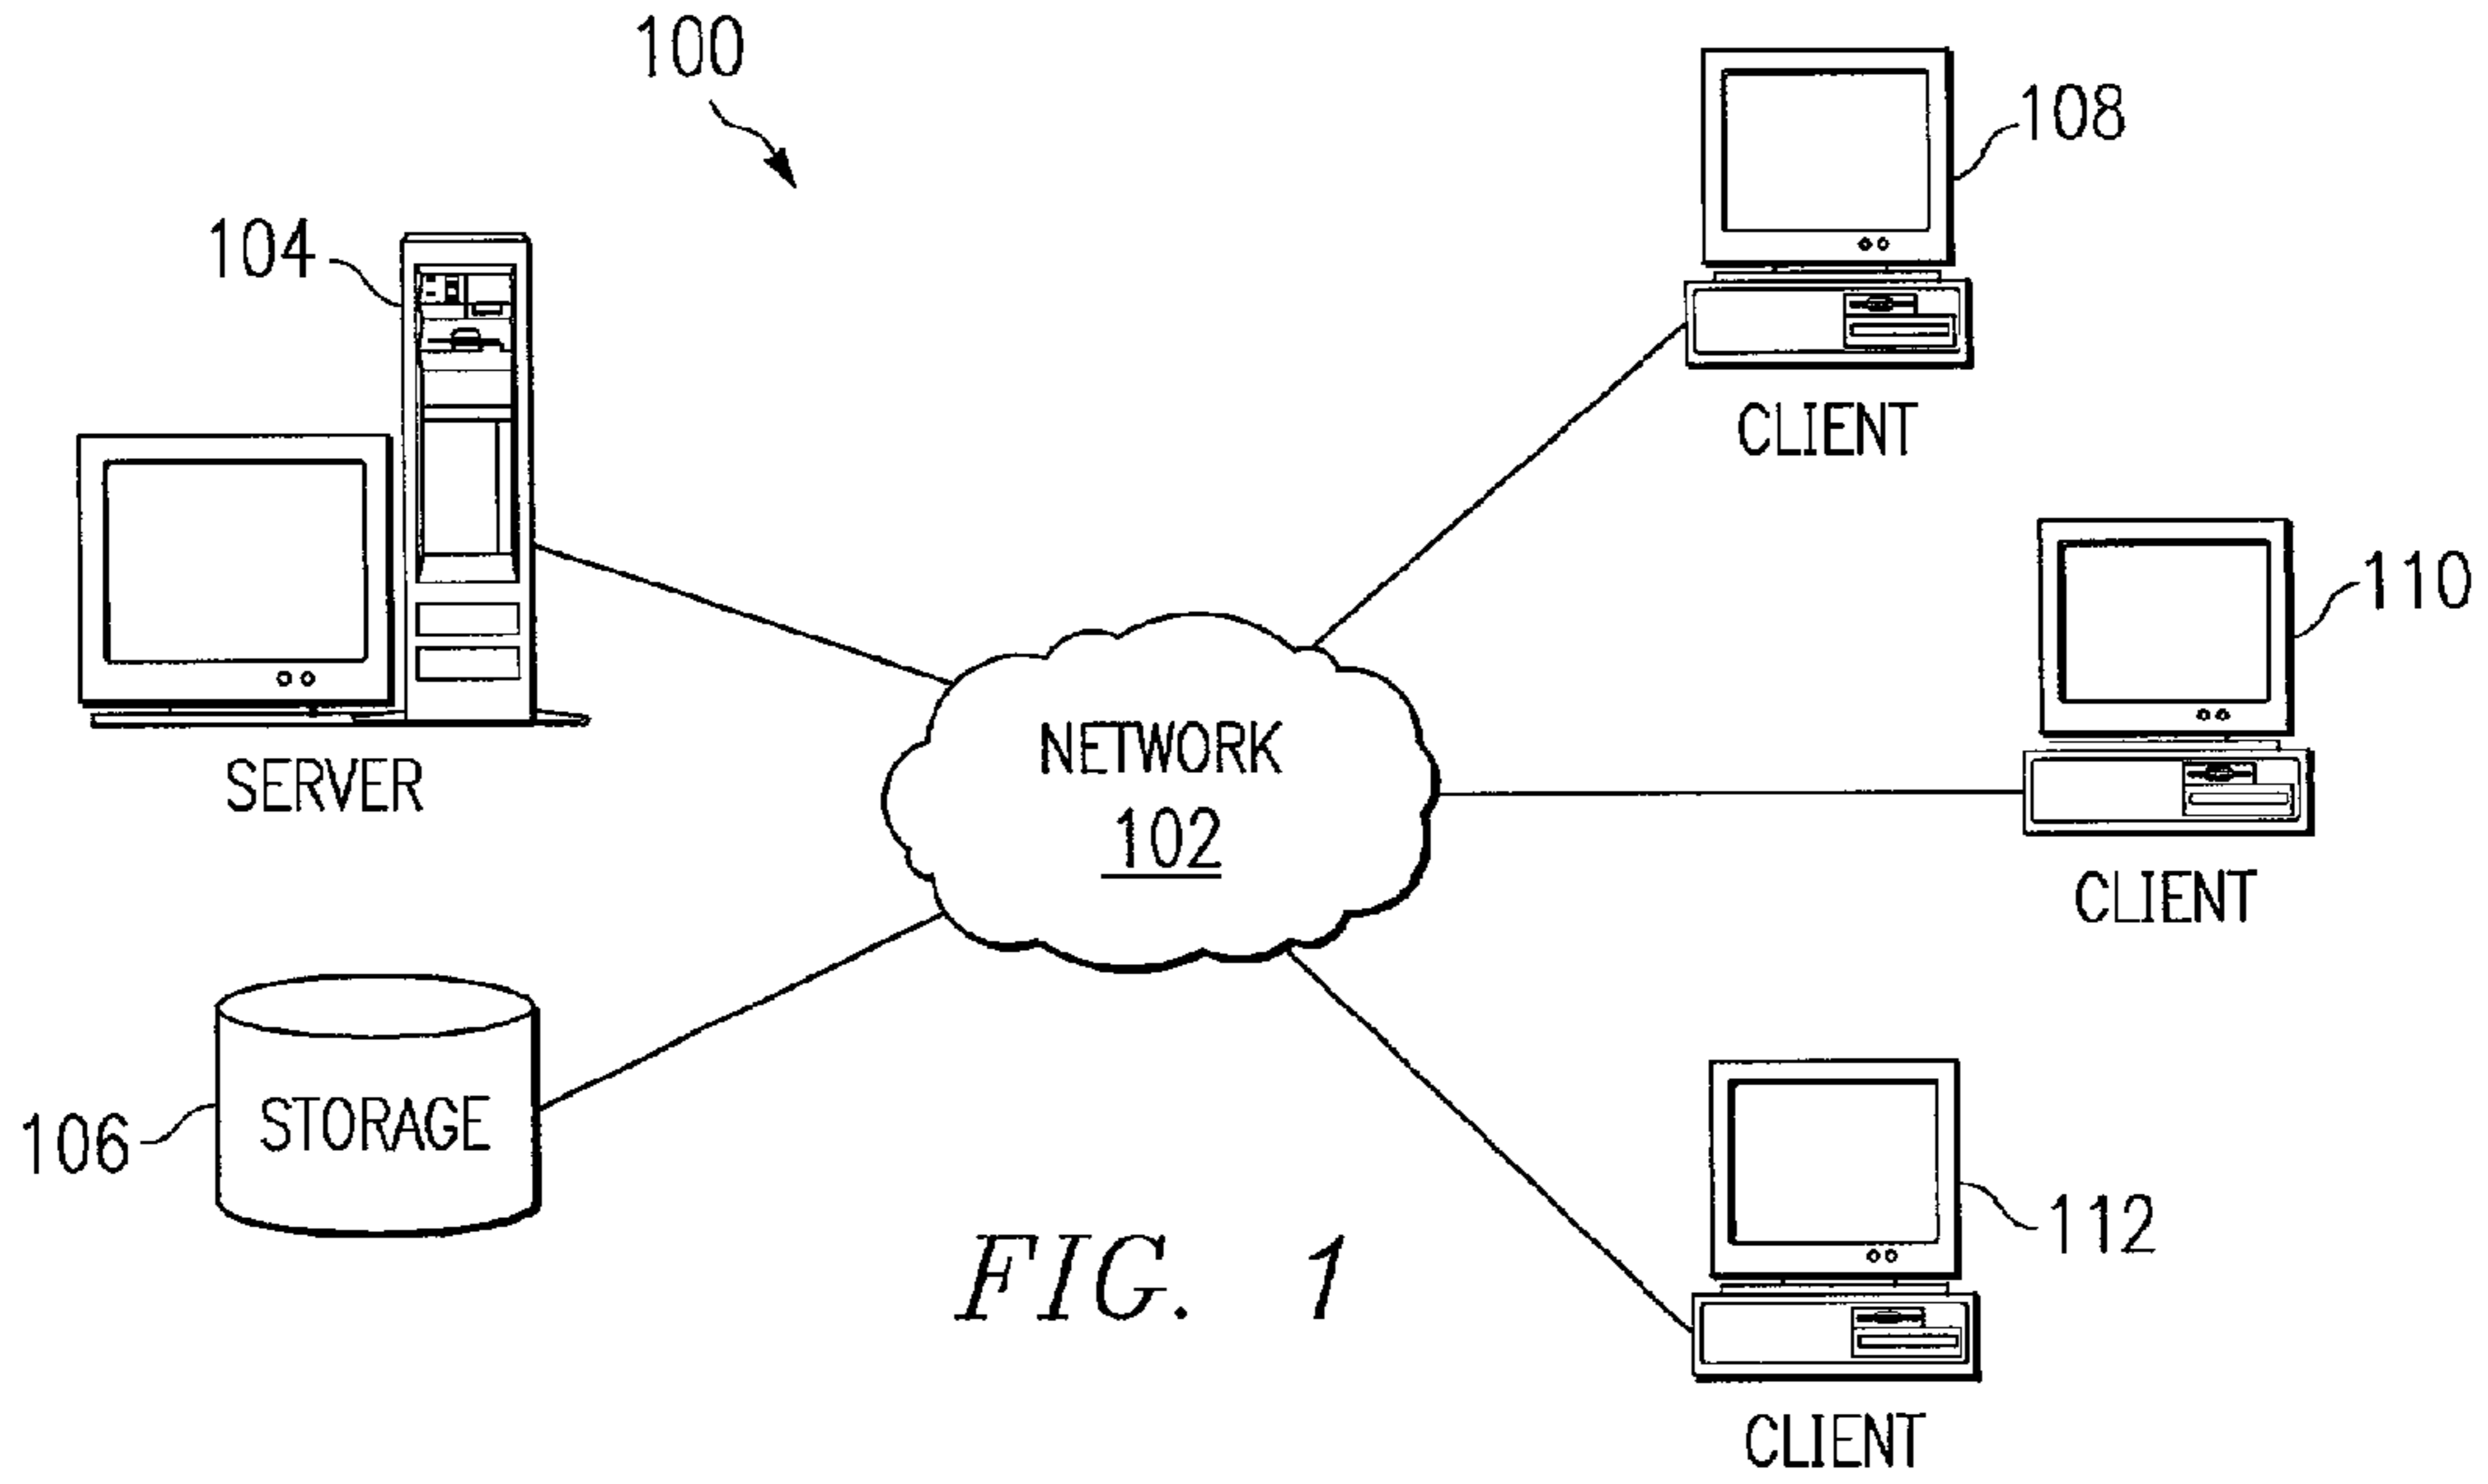 100
108
104
CLIENT
110
NETWORK
102
SERVER
CLIENT
STORAGE
106
112
FIG. 1
CLIENT